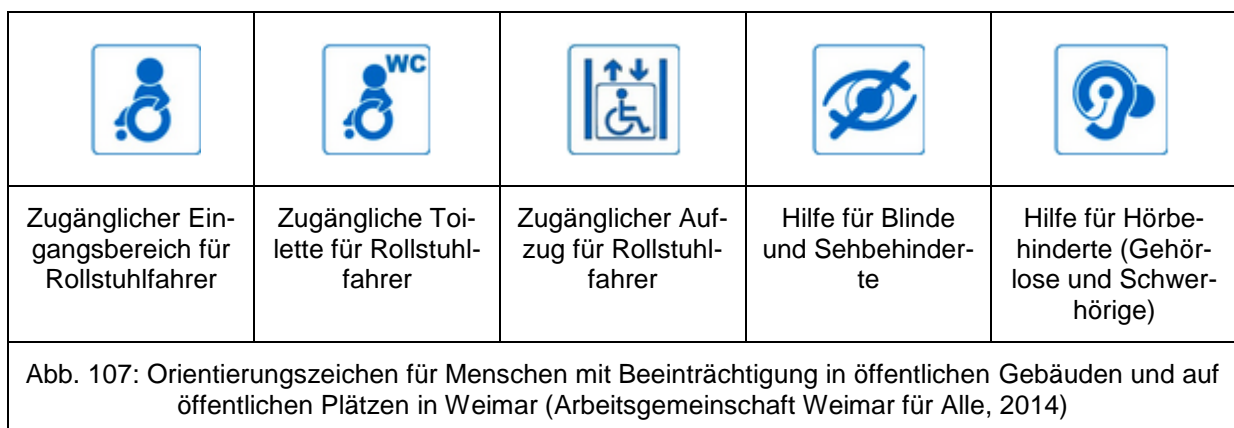 WC
Zugänglicher Ein-
gangsbereich für
Rollstuhlfahrer
Zugängliche Toi-
lette für Rollstuhl-
fahrer
Zugänglicher Auf-
zug für Rollstuhl-
fahrer
Hilfe für Blinde
und Sehbehinder-
te
Hilfe für Hörbe-
hinderte (Gehör-
lose und Schwer-
hörige)
Abb. 107: Orientierungszeichen für Menschen mit Beeinträchtigung in öffentlichen Gebäuden und auf
öffentlichen Plätzen in Weimar (Arbeitsgemeinschaft Weimar für Alle, 2014)